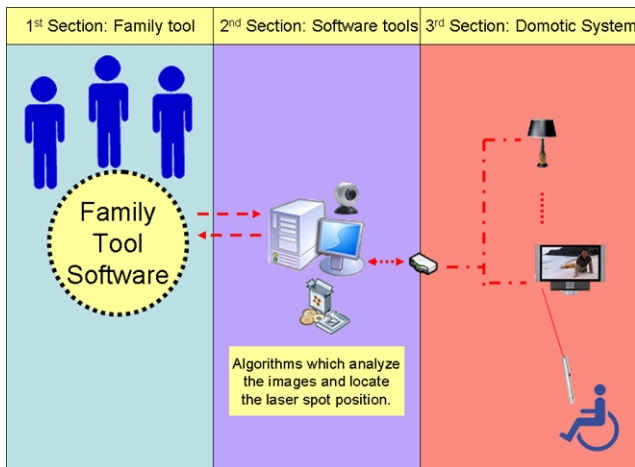 1st Section: Family tool
2nd Section: Software tools
3rd Section: Domotic System
Family
Tool
Software
Algorithms which analyze
the images and locate
the laser spot position.